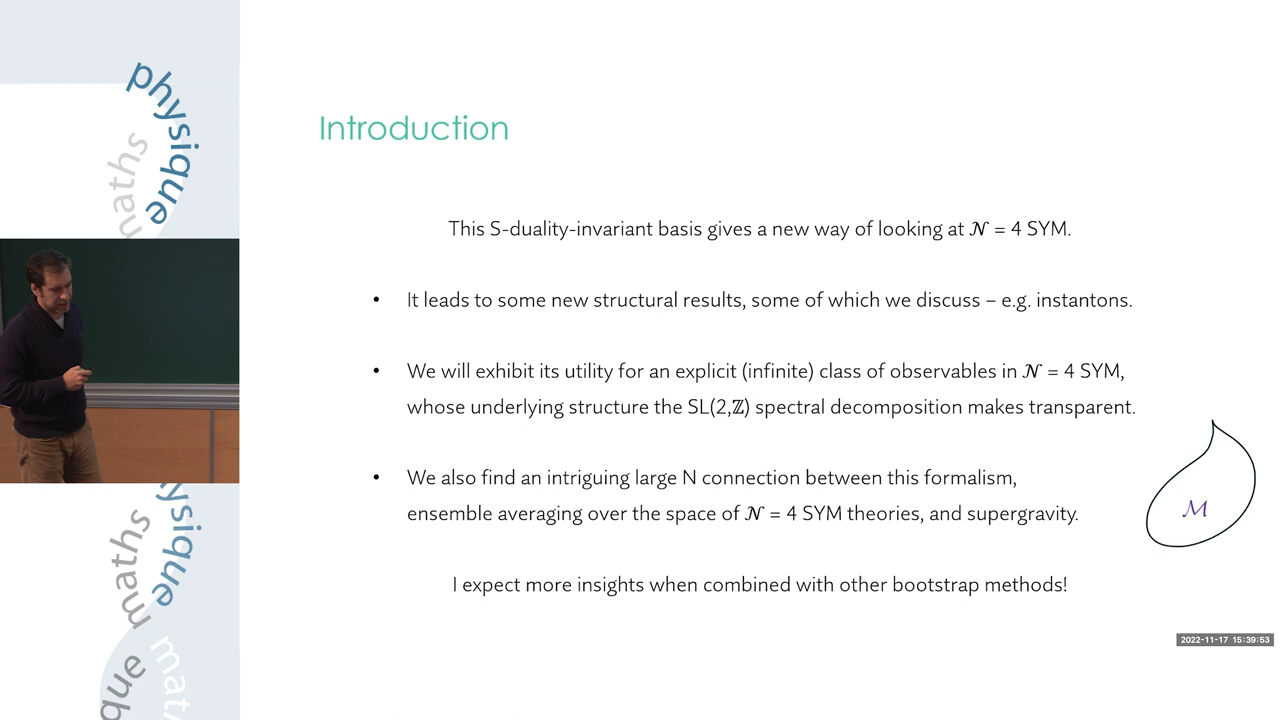 physique
maths
Introduction
This S-duality-invariant basis gives a new way of looking at 𝒩 = 4 SYM.
• It leads to some new structural results, some of which we discuss – e.g. instantons.
• We will exhibit its utility for an explicit (infinite) class of observables in 𝒩 = 4 SYM,
whose underlying structure the SL(2,ℤ) spectral decomposition makes transparent.
• We also find an intriguing large N connection between this formalism,
ensemble averaging over the space of 𝒩 = 4 SYM theories, and supergravity.
ℳ
I expect more insights when combined with other bootstrap methods!
2022-11-17 15:39:53
ysique
maths
que
mat